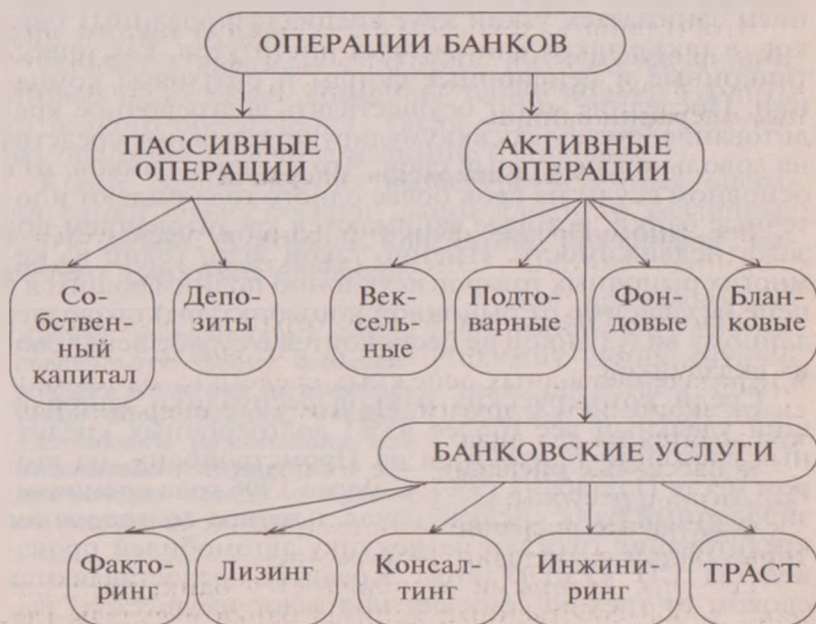 ОПЕРАЦИИ БАНКОВ
ПАССИВНЫЕ
ОПЕРАЦИИ
АКТИВНЫЕ
ОПЕРАЦИИ
Со-
бствен-
ный
капитал
Депо-
зиты
Век-
сель-
ные
Подто-
варные
Фон-
довые
Блан-
ковые
БАНКОВСКИЕ УСЛУГИ
Факто-
ринг
Лизинг
Консал-
тинг
Инжини-
ринг
ТРАСТ